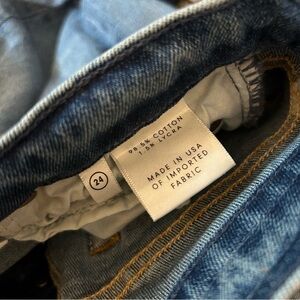 98.5% COTTON
1.5% LYCRA
MADE IN USA
OF IMPORTED
FABRIC
24